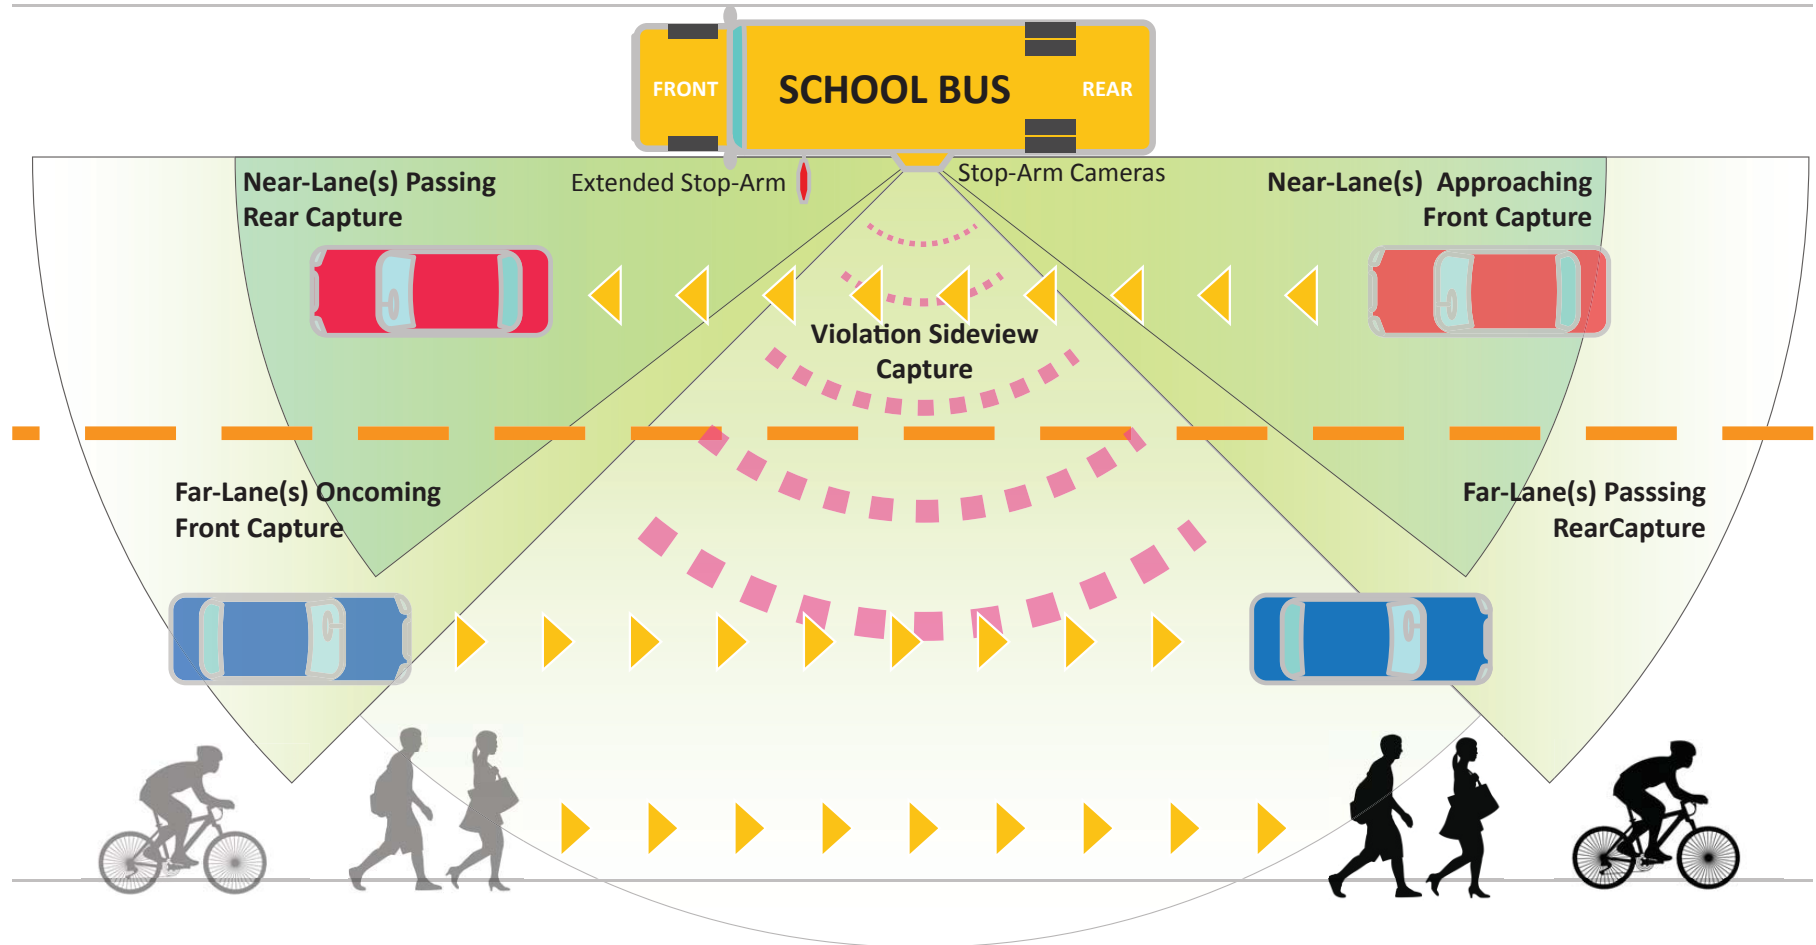 FRONT
SCHOOL BUS
REAR
Near-Lane(s) Passing
Rear Capture
Extended Stop-Arm
Stop-Arm Cameras
Near-Lane(s) Approaching
Front Capture
Violation Sideview
Capture
Far-Lane(s) Oncoming
Front Capture
Far-Lane(s) Passsing
RearCapture